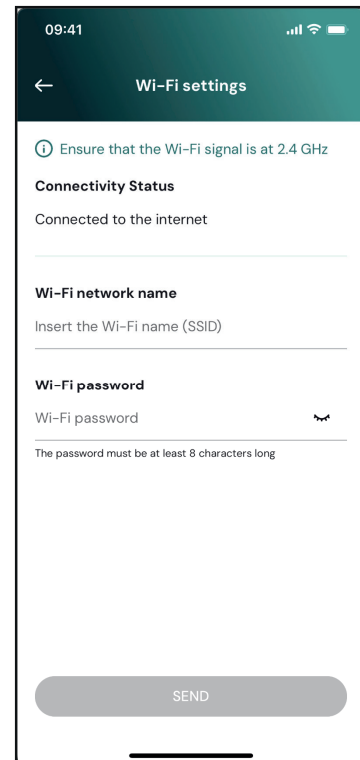 09:41
Wi-Fi settings
Ensure that the Wi-Fi signal is at 2.4 GHz
Connectivity Status
Connected to the internet
Wi-Fi network name
Insert the Wi-Fi name (SSID)
Wi-Fi password
Wi-Fi password
The password must be at least 8 characters long
SEND